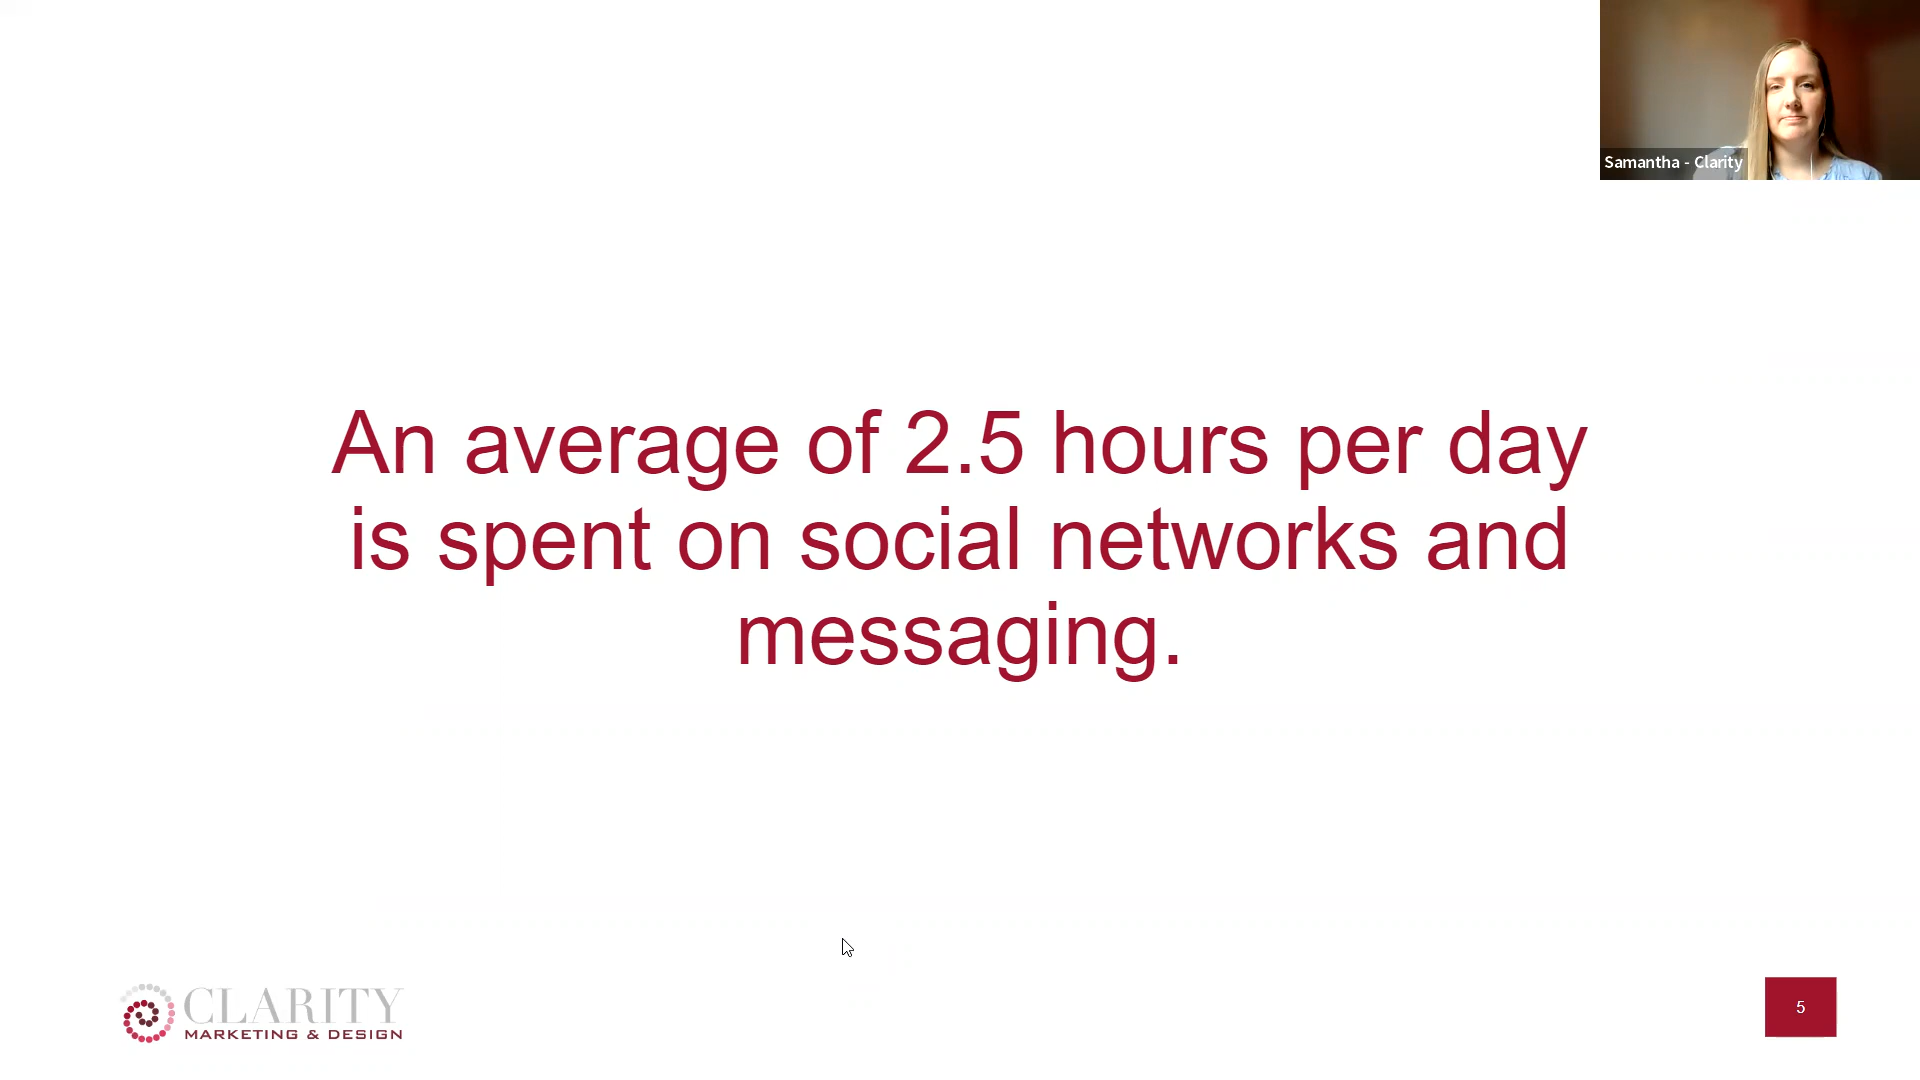 Samantha - Clarity
An average of 2.5 hours per day
is spent on social networks and
messaging.
CLARITY
MARKETING & DESIGN
5